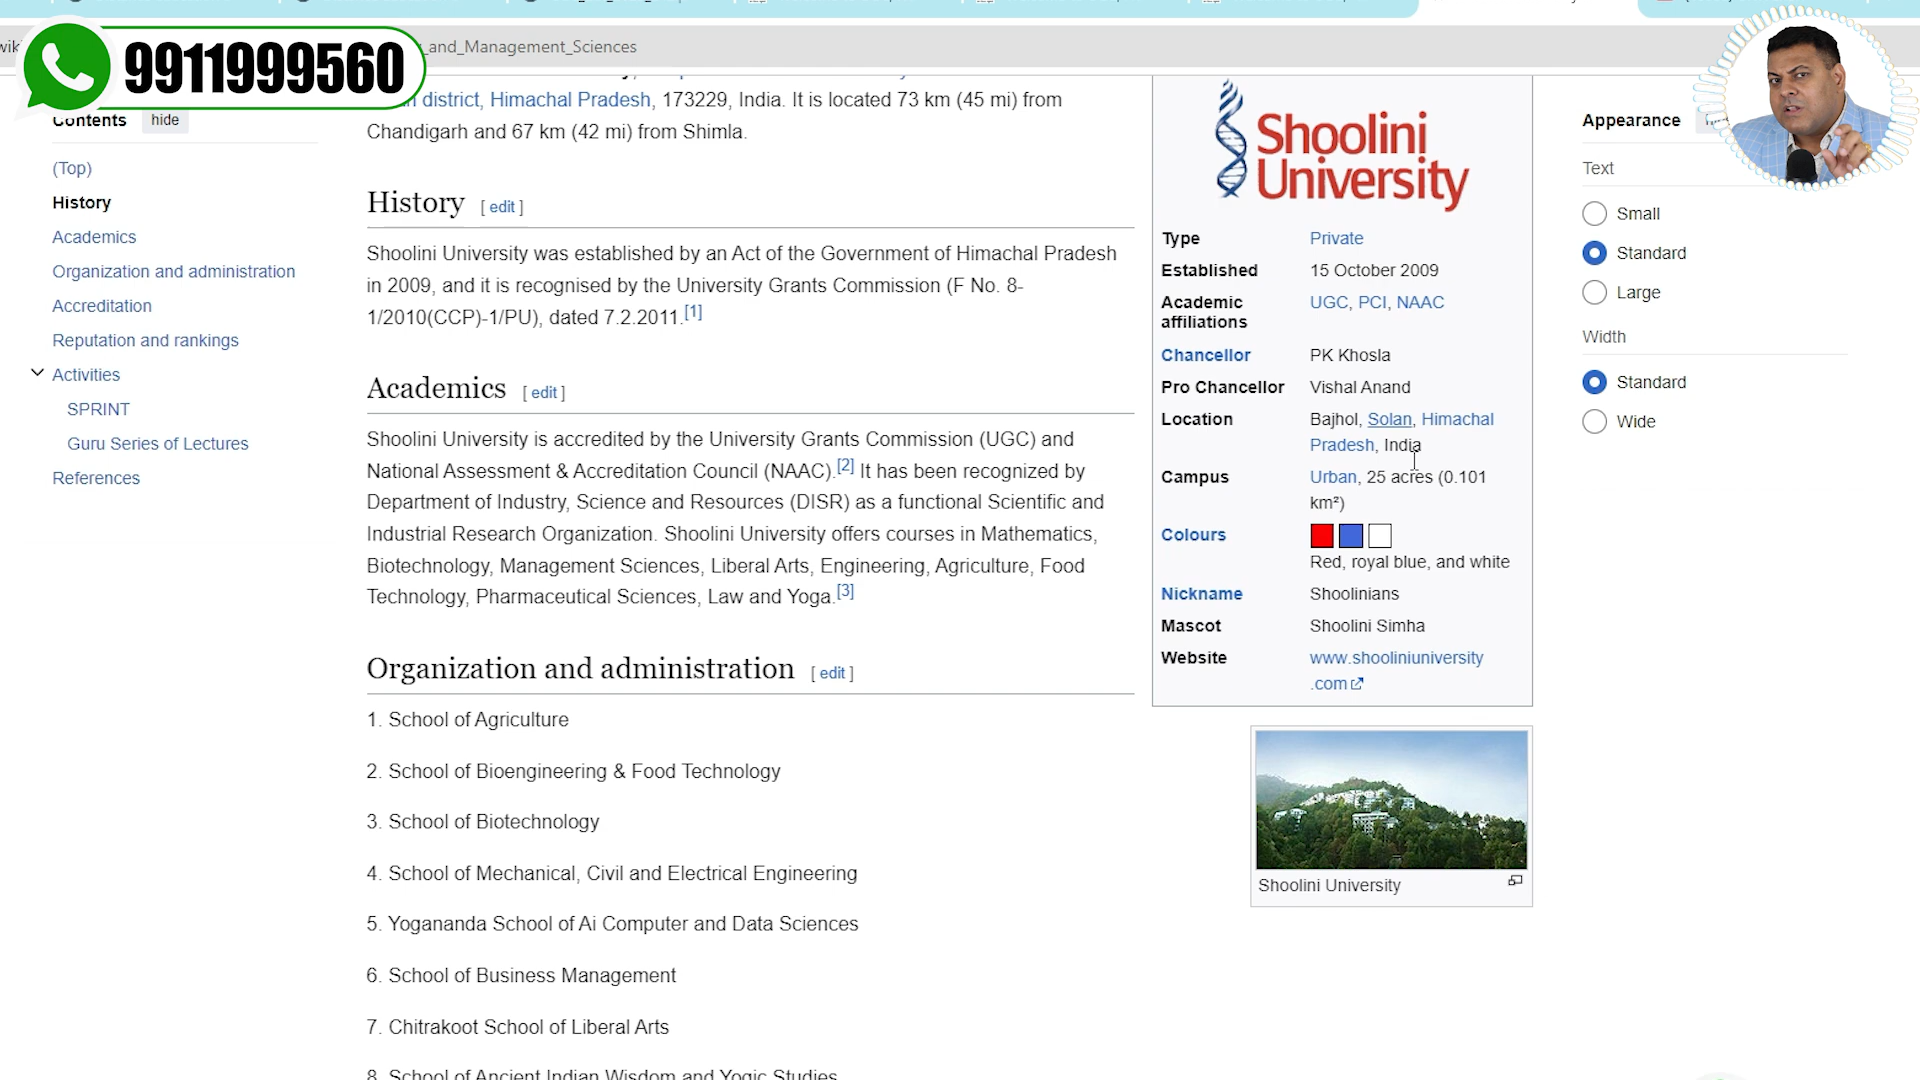 9911999560
_and_Management_Sciences
Contents hide
(Top)
History
Academics
Organization and administration
Accreditation
Reputation and rankings
Activities
SPRINT
Guru Series of Lectures
References
district, Himachal Pradesh, 173229, India. It is located 73 km (45 mi) from
Chandigarh and 67 km (42 mi) from Shimla.
History [ edit ]
Shoolini University was established by an Act of the Government of Himachal Pradesh
in 2009, and it is recognised by the University Grants Commission (F No. 8-
1/2010(CCP)-1/PU), dated 7.2.2011.[1]
Academics [ edit ]
Shoolini University is accredited by the University Grants Commission (UGC) and
National Assessment & Accreditation Council (NAAC).[2] It has been recognized by
Department of Industry, Science and Resources (DISR) as a functional Scientific and
Industrial Research Organization. Shoolini University offers courses in Mathematics,
Biotechnology, Management Sciences, Liberal Arts, Engineering, Agriculture, Food
Technology, Pharmaceutical Sciences, Law and Yoga.[3]
Organization and administration [ edit ]
1. School of Agriculture
2. School of Bioengineering & Food Technology
3. School of Biotechnology
4. School of Mechanical, Civil and Electrical Engineering
5. Yogananda School of Ai Computer and Data Sciences
6. School of Business Management
7. Chitrakoot School of Liberal Arts
8. School of Ancient Indian Wisdom and Yogic Studies
Shoolini
University
Type Private
Established 15 October 2009
Academic UGC, PCI, NAAC
affiliations
Chancellor PK Khosla
Pro Chancellor Vishal Anand
Location Bajhol, Solan, Himachal
Pradesh, India
Campus Urban, 25 acres (0.101
km²)
Colours
Red, royal blue, and white
Nickname Shoolinians
Mascot Shoolini Simha
Website www.shooliniuniversity
.com
Shoolini University
Appearance
Text
Small
Standard
Large
Width
Standard
Wide